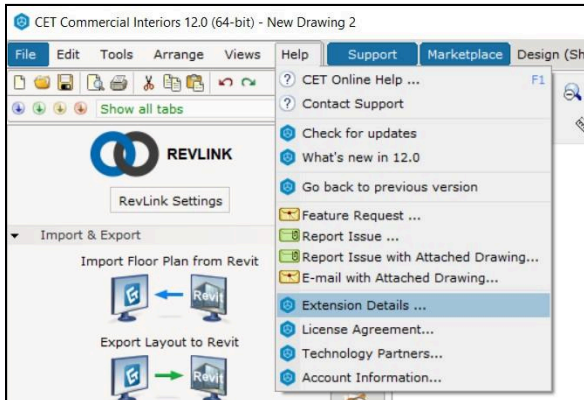 CET Commercial Interiors 12.0 (64-bit) - New Drawing 2
File Edit Tools Arrange Views Help Support Marketplace Design (Sh
Show all tabs
REVLINK
RevLink Settings
Import & Export
Import Floor Plan from Revit
Revit
Export Layout to Revit
Revit
CET Online Help ... F1
Contact Support
Check for updates
What's new in 12.0
Go back to previous version
Feature Request ...
Report Issue ...
Report Issue with Attached Drawing...
E-mail with Attached Drawing...
Extension Details ...
License Agreement...
Technology Partners...
Account Information...